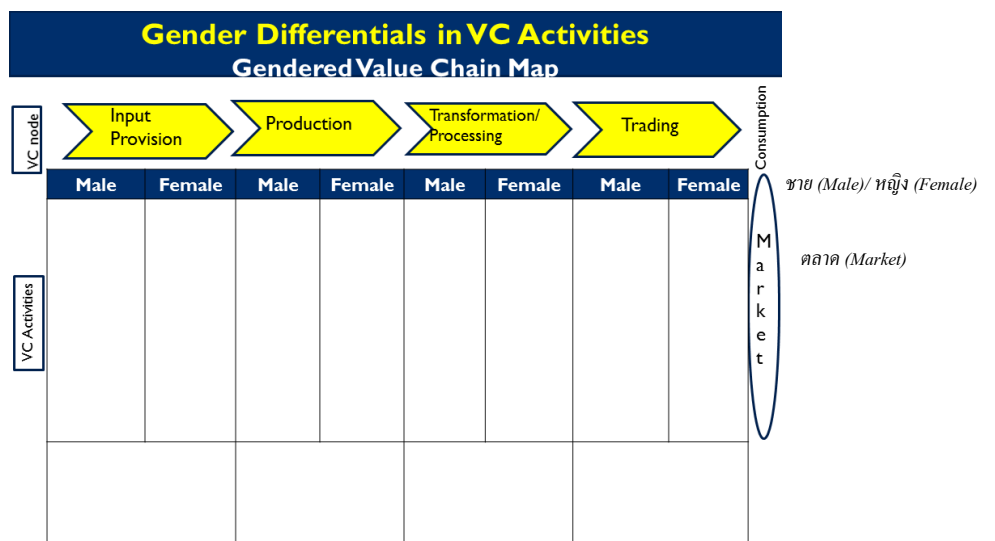 Gender Differentials in VC Activities
Gendered Value Chain Map
VC node
Input
Provision
Production
Transformation/
Processing
Trading
Consumption
Male Female Male Female Male Female Male Female
ชาย (Male)/ หญิง (Female)
Market
ตลาด (Market)
VC Activities